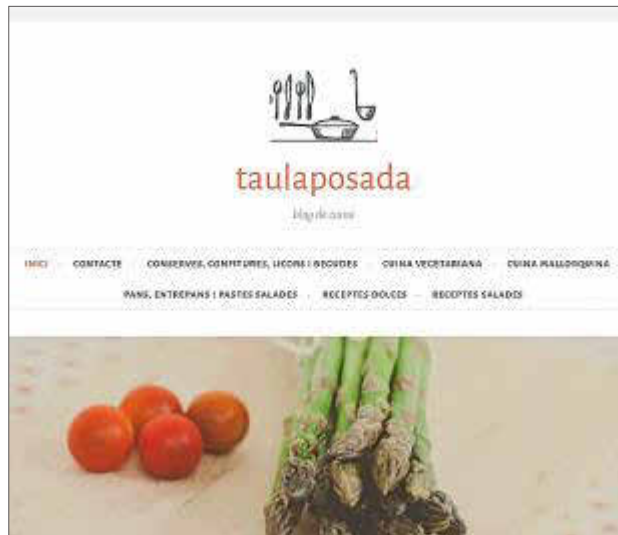 taulaposada
blog de cuina
INICI CONTACTE CONSERVES, CONFITURES, LICORS I BEGUDES CUINA VEGETARIANA CUINA MALLORQUINA
PANS, ENTREPANS I PASTES SALADES RECEPTES DOLCES RECEPTES SALADES